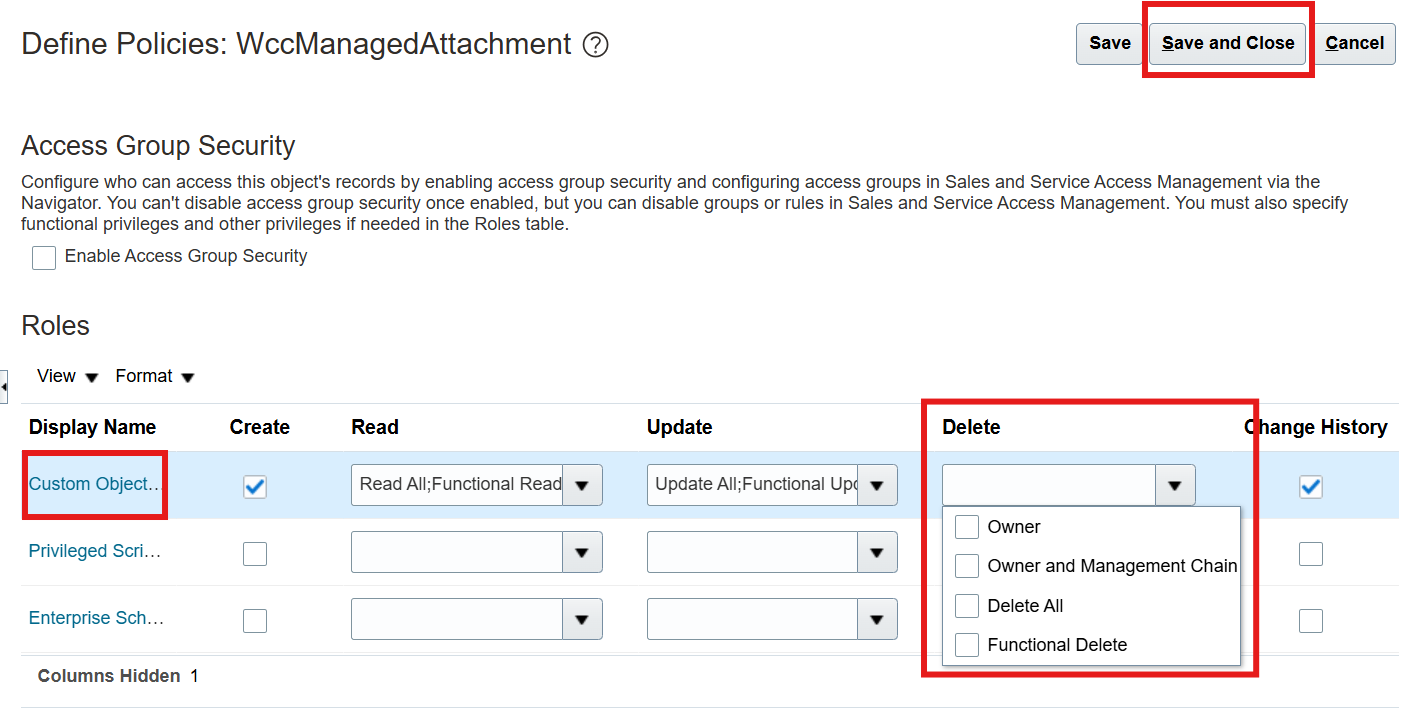 Define Policies: WccManagedAttachment ?
Save Save and Close Cancel
Access Group Security
Configure who can access this object's records by enabling access group security and configuring access groups in Sales and Service Access Management via the
Navigator. You can't disable access group security once enabled, but you can disable groups or rules in Sales and Service Access Management. You must also specify
functional privileges and other privileges if needed in the Roles table.
Enable Access Group Security
Roles
View Format
Display Name Create Read Update Delete Change History
Custom Object... Read All;Functional Read Update All;Functional Upd
Owner
Privileged Scri...
Owner and Management Chain
Delete All
Enterprise Sch...
Functional Delete
Columns Hidden 1